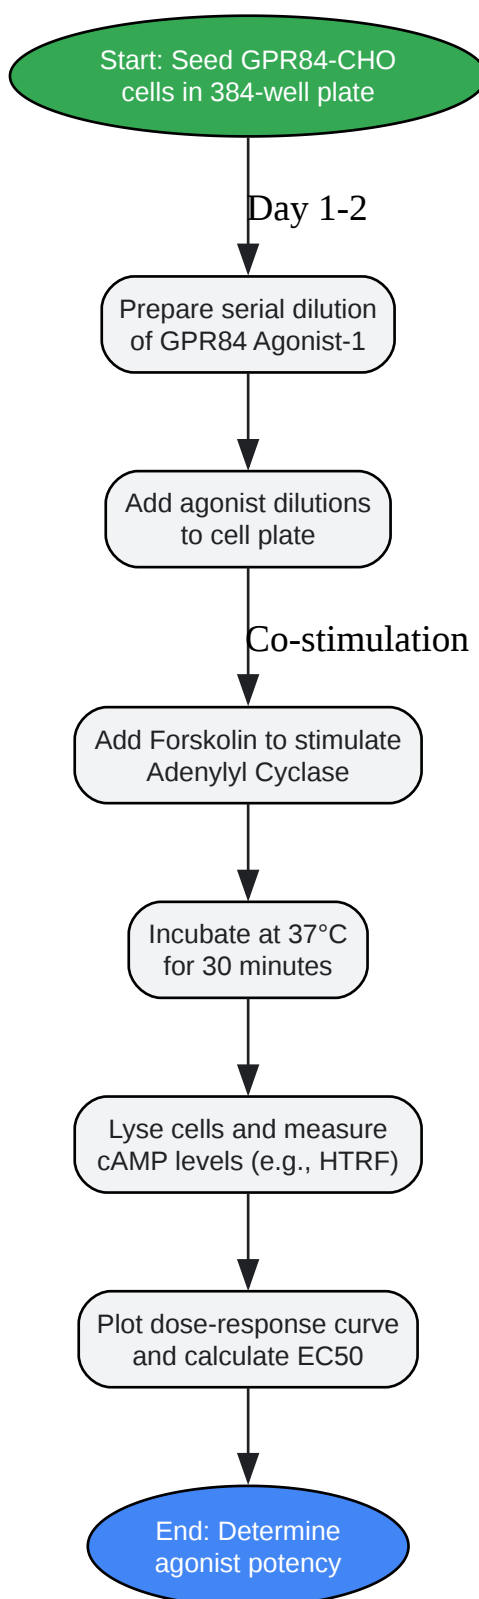 Start: Seed GPR84-CHO
cells in 384-well plate
Day 1-2
Prepare serial dilution
of GPR84 Agonist-1
Add agonist dilutions
to cell plate
Co-stimulation
Add Forskolin to stimulate
Adenylyl Cyclase
Incubate at 37°C
for 30 minutes
Lyse cells and measure
cAMP levels (e.g., HTRF)
Plot dose-response curve
and calculate EC50
End: Determine
agonist potency